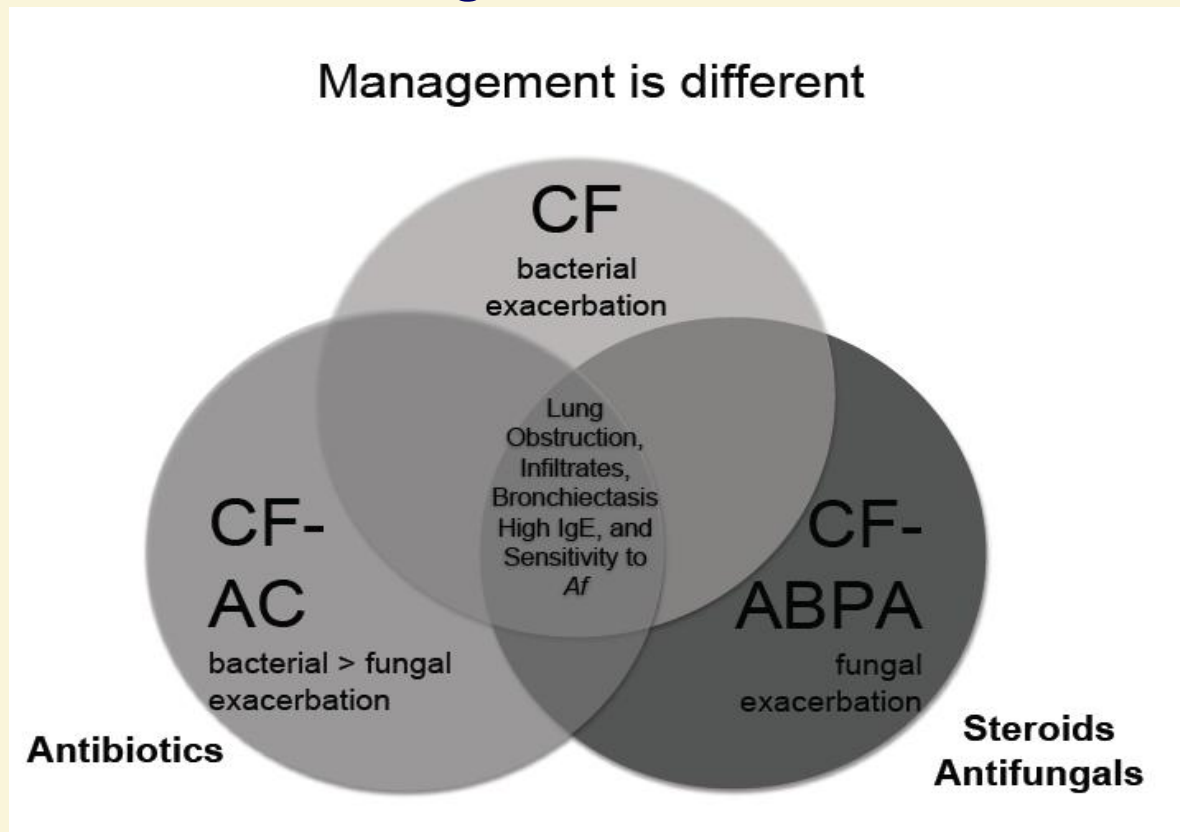 Management is different
CF
bacterial
exacerbation
Lung
Obstruction,
Infiltrates,
Bronchiectasis
High IgE, and
Sensitivity to
Af
CF-
AC
bacterial > fungal
exacerbation
CF-
ABPA
fungal
exacerbation
Antibiotics
Steroids
Antifungals